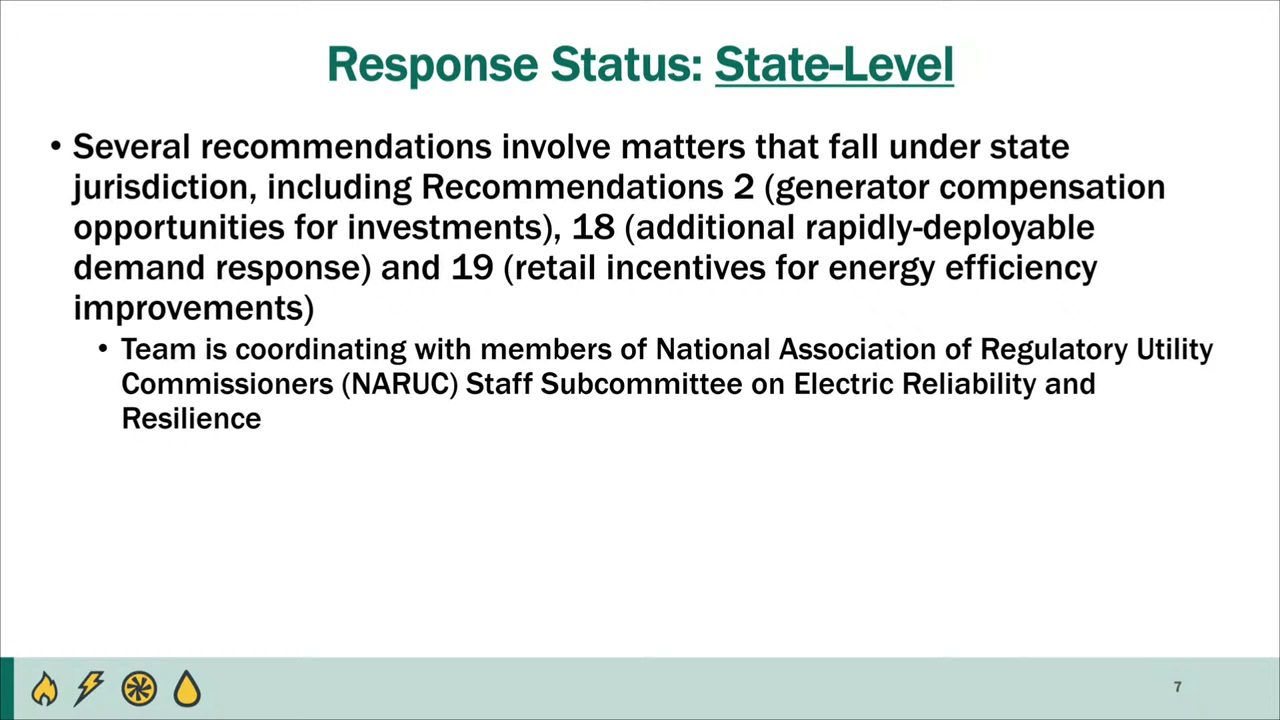 Response Status: State-Level
• Several recommendations involve matters that fall under state
jurisdiction, including Recommendations 2 (generator compensation
opportunities for investments), 18 (additional rapidly-deployable
demand response) and 19 (retail incentives for energy efficiency
improvements)
• Team is coordinating with members of National Association of Regulatory Utility
Commissioners (NARUC) Staff Subcommittee on Electric Reliability and
Resilience
7